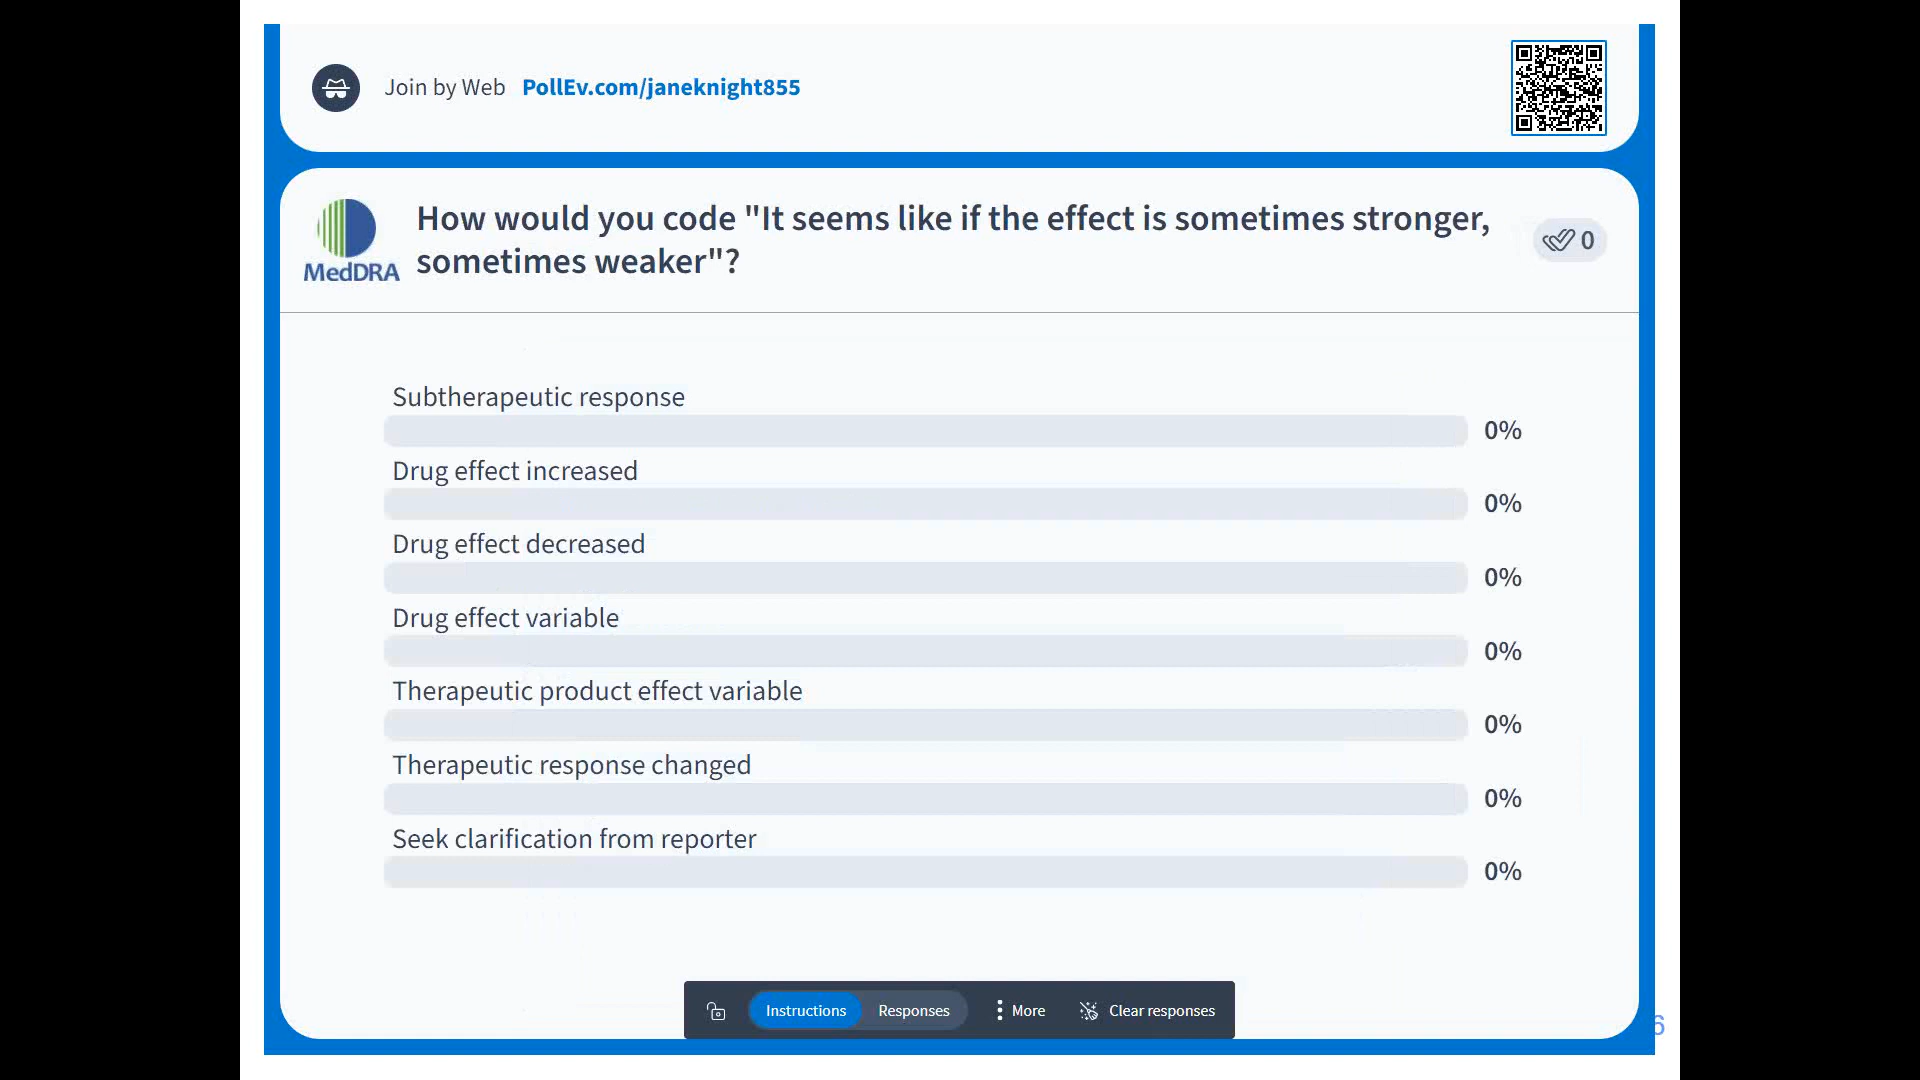 Join by Web PollEv.com/janeknight855
MedDRA
How would you code "It seems like if the effect is sometimes stronger,
sometimes weaker"?
0
Subtherapeutic response
0%
Drug effect increased
0%
Drug effect decreased
0%
Drug effect variable
0%
Therapeutic product effect variable
0%
Therapeutic response changed
0%
Seek clarification from reporter
0%
Instructions Responses More Clear responses
6